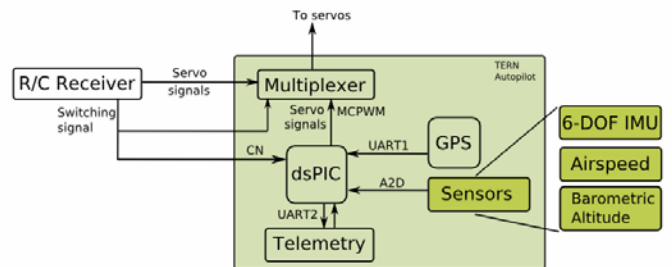 To servos
TERN
Autopilot
R/C Receiver
Servo
signals
Multiplexer
Switching
signal
Servo
signals
MCPWM
6-DOF IMU
CN
UART1
GPS
dsPIC
Airspeed
A2D
Sensors
Barometric
Altitude
UART2
Telemetry